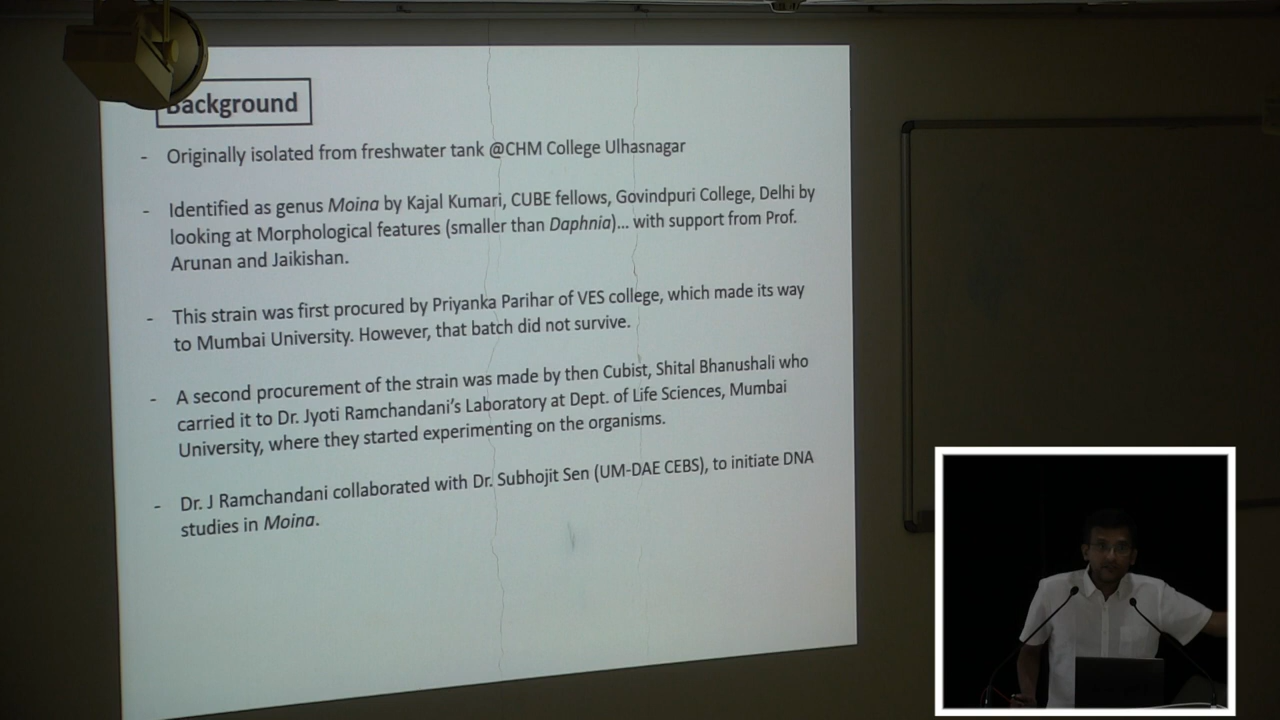 Background
- Originally isolated from freshwater tank @CHM College Ulhasnagar
- Identified as genus Moina by Kajal Kumari, CUBE fellows, Govindpuri College, Delhi by
looking at Morphological features (smaller than Daphnia)... with support from Prof.
Arunan and Jaikishan.
- This strain was first procured by Priyanka Parihar of VES college, which made its way
to Mumbai University. However, that batch did not survive.
- A second procurement of the strain was made by then Cubist, Shital Bhanushali who
carried it to Dr. Jyoti Ramchandani's Laboratory at Dept. of Life Sciences, Mumbai
University, where they started experimenting on the organisms.
- Dr. J Ramchandani collaborated with Dr. Subhojit Sen (UM-DAE CEBS), to initiate DNA
studies in Moina.